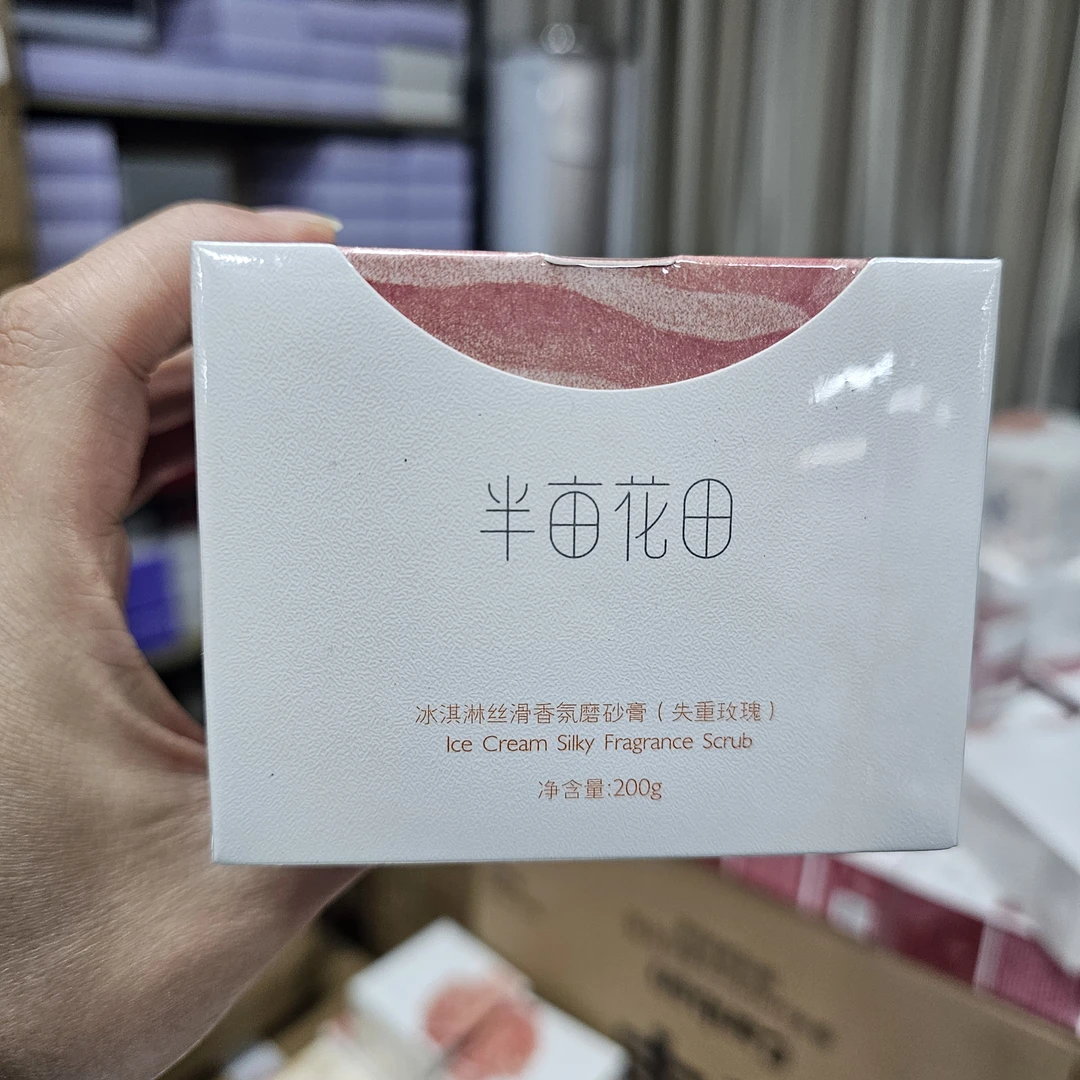 半亩花田
冰淇淋丝滑香氛磨砂膏（失重玫瑰）
Ice Cream Silky Fragrance Scrub
净含量:200g